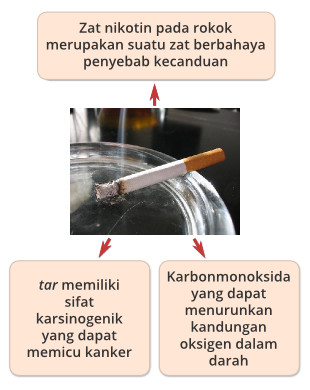 Zat nikotin pada rokok
merupakan suatu zat berbahaya
penyebab kecanduan
tar memiliki
sifat
karsinogenik
yang dapat
memicu kanker
Karbonmonoksida
yang dapat
menurunkan
kandungan
oksigen dalam
darah